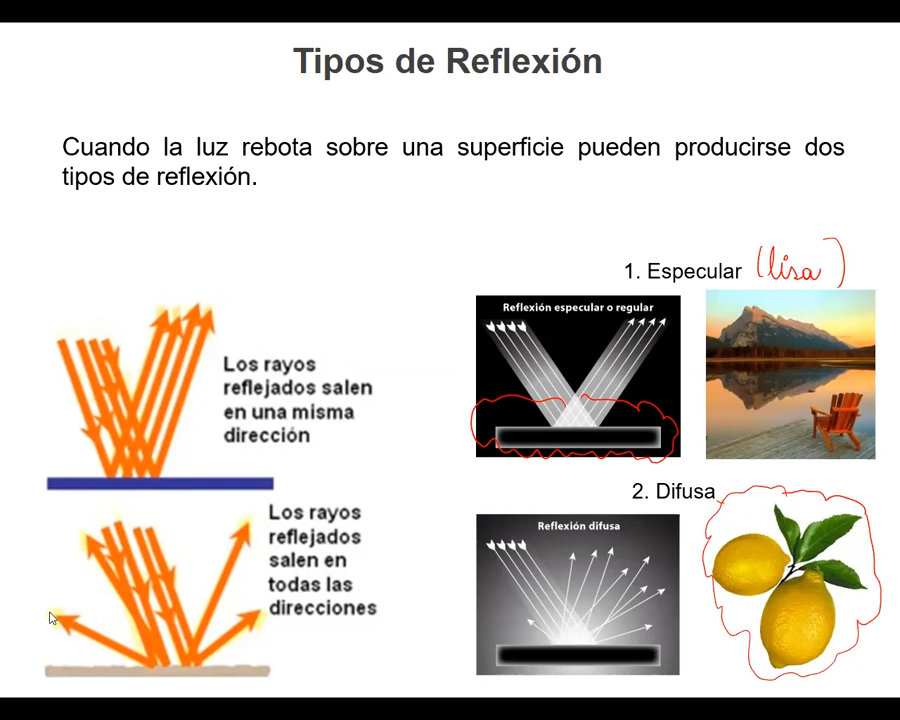 Tipos de Reflexión
Cuando la luz rebota sobre una superficie pueden producirse dos
tipos de reflexión.
Los rayos
reflejados salen
en una misma
dirección
Los rayos
reflejados
salen en
todas las
direcciones
1. Especular (lisa)
Reflexión especular o regular
2. Difusa
Reflexión difusa